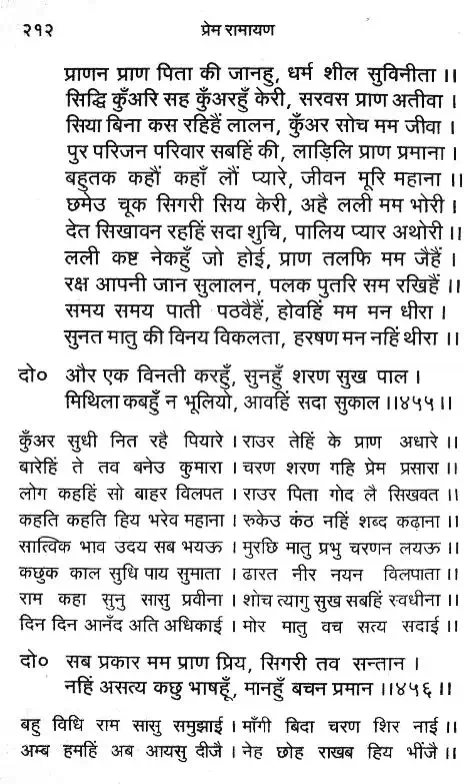 २१२ प्रेम रामायण
प्राणन प्राण पिता की जानहु, धर्म शील सुविनीता ।।
सिद्धि कुँअरि सह कुँअरहुँ केरी, सरवस प्राण अतीवा ।
सिया बिना कस रहिहैं लालन, कुँअर सोच मम जीवा ।।
पुर परिजन परिवार सबहिं की, लाड़िलि प्राण प्रमाना ।
बहुतक कहौं कहाँ लौं प्यारे, जीवन मूरि महाना ।।
छमेउ चूक सिगरी सिय केरी, अहै लली मम भोरी ।
देत सिखावन रहहिं सदा शुचि, पालिय प्यार अथोरी ।।
लली कष्ट नेकहुँ जो होई, प्राण तलफि मम जैहैं ।
रक्ष आपनी जान सुलालन, पलक पुतरि सम रखिहैं ।।
समय समय पाती पठवैहैं, होवहिं मम मन धीरा ।
सुनत मातु की विनय विकलता, हरषण मन नहिं थीरा ।।
दो० और एक विनती करहुँ, सुनहुँ शरण सुख पाल ।
मिथिला कबहुँ न भूलियो, आवहिं सदा सुकाल ।।४५५।।
कुँअर सुधी नित रहै पियारे । राउर तेहिं के प्राण अधारे ।।
बारेहिं ते तव बनेउ कुमारा । चरण शरण गहि प्रेम प्रसारा ।।
लोग कहहिं सो बाहर विलपत । राउर पिता गोद लै सिखवत ।।
कहति कहति हिय भरेव महाना । रुकेउ कंठ नहिं शब्द कढ़ाना ।।
सात्विक भाव उदय सब भयऊ । मुरछि मातु प्रभु चरणन लयऊ ।।
कछुक काल सुधि पाय सुमाता । ढारत नीर नयन विलपाता ।।
राम कहा सुनु सासु प्रवीना । शोच त्यागु सुख सबहिं स्वधीना ।।
दिन दिन आनँद अति अधिकाई । मोर मातु वच सत्य सदाई ।।
दो० सब प्रकार मम प्राण प्रिय, सिगरी तव सन्तान ।
नहिं असत्य कछु भाषहूँ, मानहुँ बचन प्रमान ।।४५६।।
बहु विधि राम सासु समुझाई । माँगी बिदा चरण शिर नाई ।।
अम्ब हमहिं अब आयसु दीजै । नेह छोह राखब हिय भींजै ।।